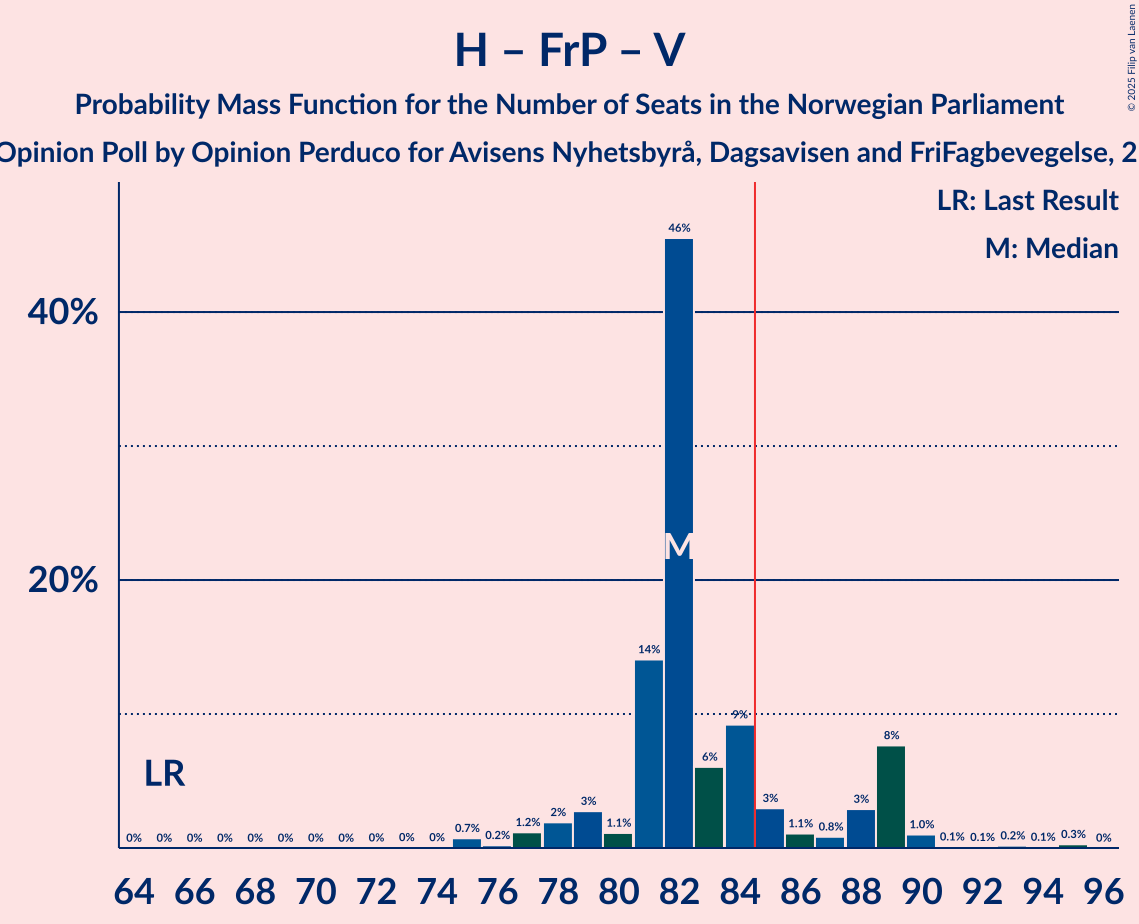 H – FrP – V
Probability Mass Function for the Number of Seats in the Norwegian Parliament
Opinion Poll by Opinion Perduco for Avisens Nyhetsbyrå, Dagsavisen and FriFagbevegelse, 2
© 2025 Filip van Laenen
LR: Last Result
M: Median
40%
20%
46%
M
14%
9%
6%
8%
LR
0% 0% 0% 0% 0% 0% 0% 0% 0% 0% 0% 0.7% 0.2% 1.2% 2% 3% 1.1% 3% 1.1% 0.8% 3% 1.0% 0.1% 0.1% 0.2% 0.1% 0.3% 0%
64 66 68 70 72 74 76 78 80 82 84 86 88 90 92 94 96